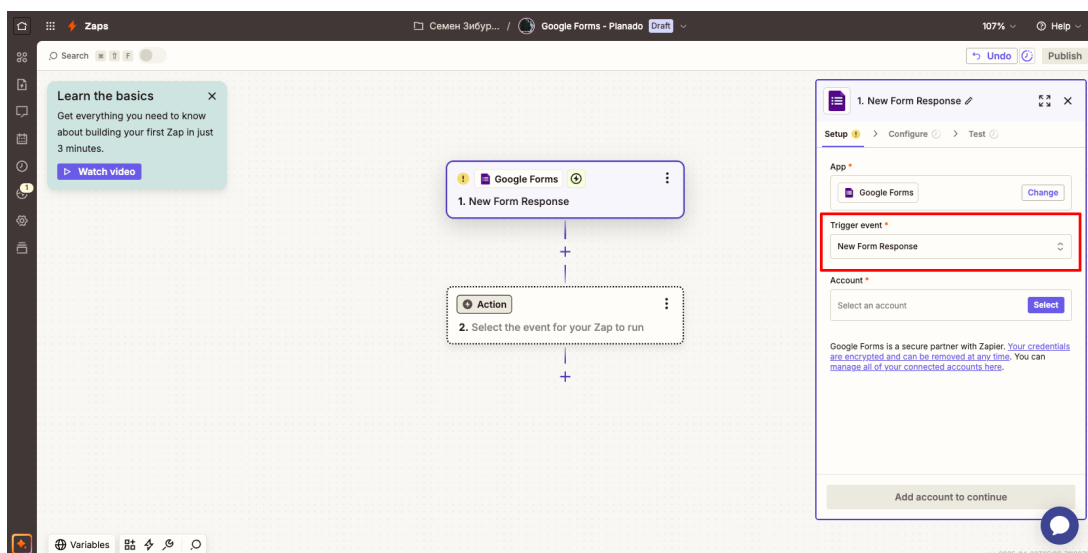 Zaps
Семен Зибур... / Google Forms - Planado Draft
107%
Help
Search ⌘ ⇧ F
Undo
Publish
Learn the basics
Get everything you need to know
about building your first Zap in just
3 minutes.
Watch video
1
Google Forms
1. New Form Response
Action
2. Select the event for your Zap to run
1. New Form Response
Setup
Configure
Test
App *
Google Forms
Change
Trigger event *
New Form Response
Account *
Select an account
Select
Google Forms is a secure partner with Zapier. Your credentials
are encrypted and can be removed at any time. You can
manage all of your connected accounts here.
Add account to continue
Variables